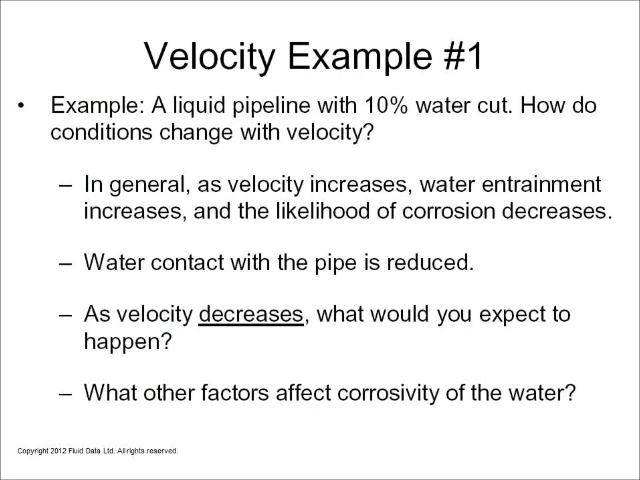 Velocity Example #1
• Example: A liquid pipeline with 10% water cut. How do
conditions change with velocity?
– In general, as velocity increases, water entrainment
increases, and the likelihood of corrosion decreases.
– Water contact with the pipe is reduced.
– As velocity decreases, what would you expect to
happen?
– What other factors affect corrosivity of the water?
Copyright 2012 Fluid Data Ltd. All rights reserved.